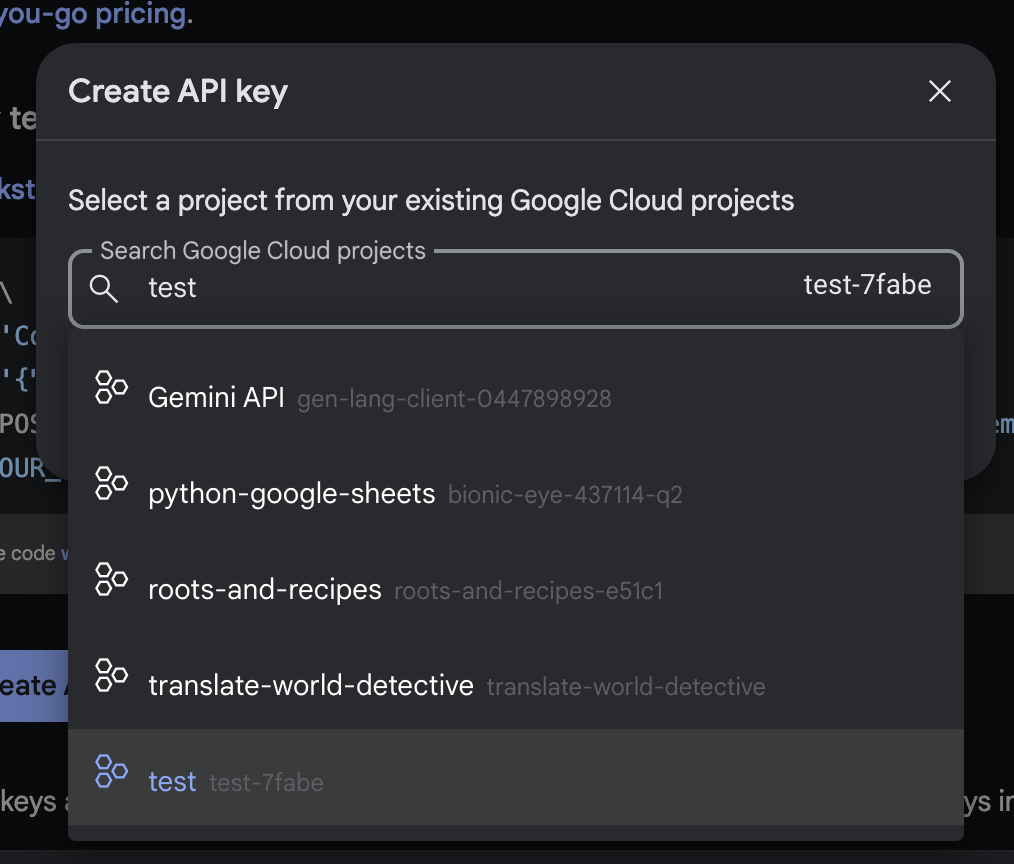 you-go pricing.
Create API key
te
kst
Select a project from your existing Google Cloud projects
Search Google Cloud projects
test test-7fabe
\
'Co
'{"
Gemini API gen-lang-client-0447898928
POS
em
OUR_
python-google-sheets bionic-eye-437114-q2
e code w
roots-and-recipes roots-and-recipes-e51c1
eate A
translate-world-detective translate-world-detective
test test-7fabe
keys a
ys in